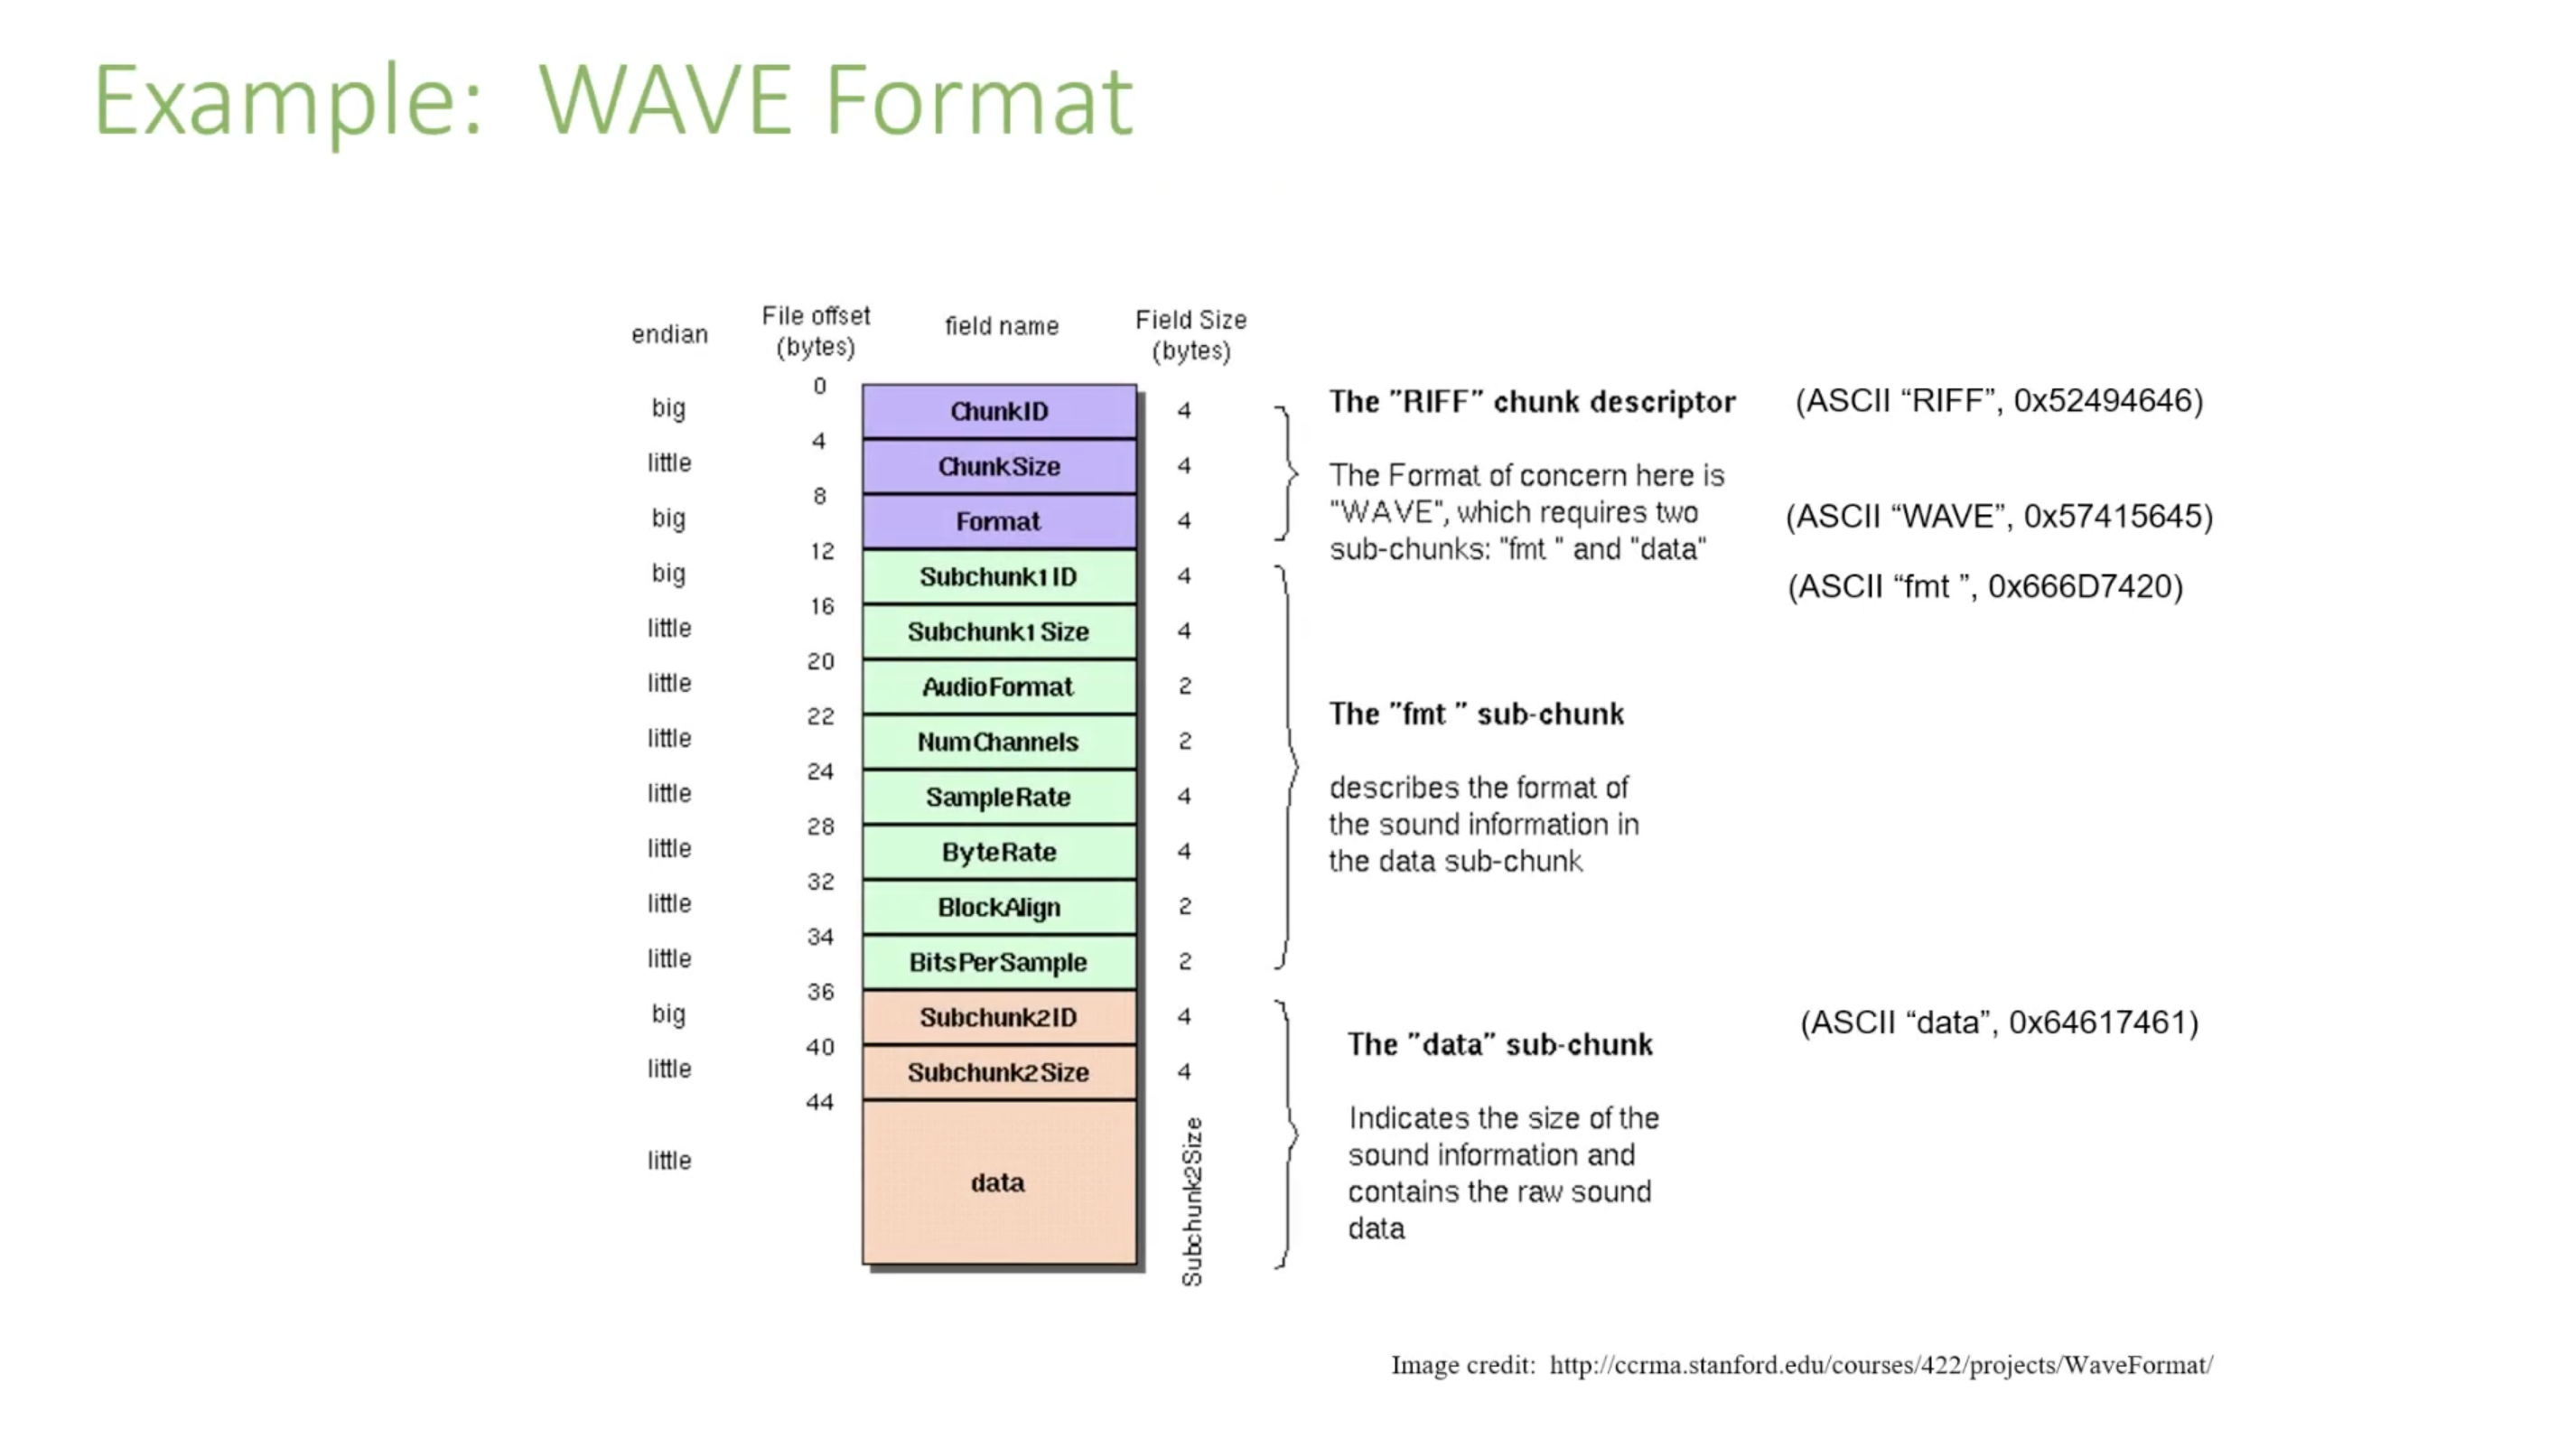 Example: WAVE Format
endian
File offset
(bytes)
field name
Field Size
(bytes)
0
big
ChunkID
4
4
little
ChunkSize
4
8
big
Format
4
12
big
Subchunk1ID
4
16
little
Subchunk1Size
4
20
little
AudioFormat
2
22
little
NumChannels
2
24
little
SampleRate
4
28
little
ByteRate
4
32
little
BlockAlign
2
34
little
BitsPerSample
2
36
big
Subchunk2ID
4
40
little
Subchunk2Size
4
44
little
data
Subchunk2Size
The "RIFF" chunk descriptor
(ASCII “RIFF”, 0x52494646)
The Format of concern here is
"WAVE", which requires two
sub-chunks: "fmt " and "data"
(ASCII “WAVE”, 0x57415645)
(ASCII “fmt ”, 0x666D7420)
The "fmt " sub-chunk
describes the format of
the sound information in
the data sub-chunk
The "data" sub-chunk
(ASCII “data”, 0x64617461)
Indicates the size of the
sound information and
contains the raw sound
data
Image credit: http://ccrma.stanford.edu/courses/422/projects/WaveFormat/